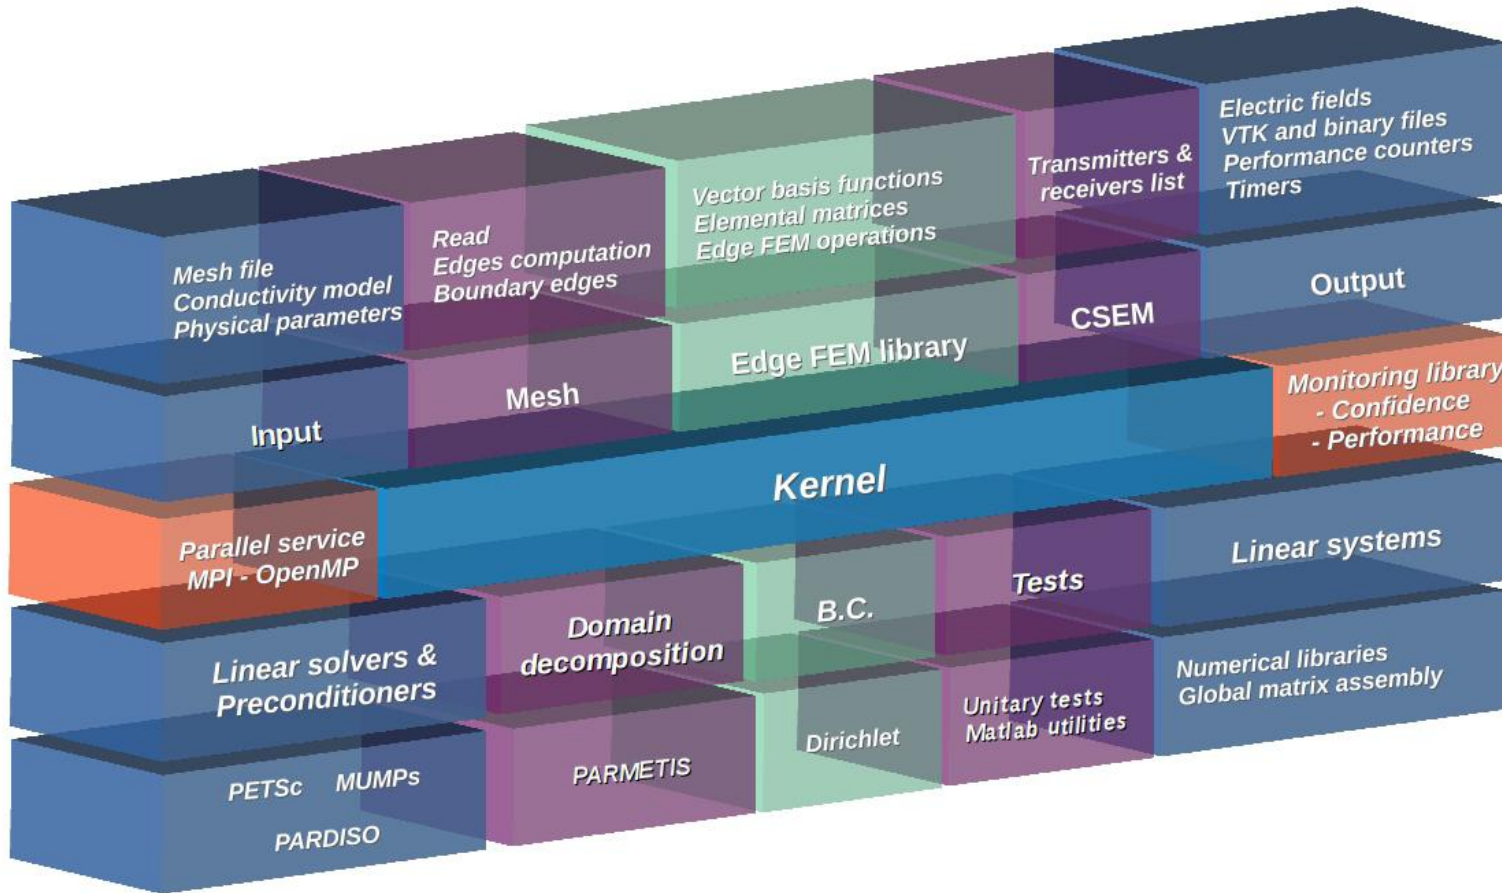 Mesh file
Conductivity model
Physical parameters
Read
Edges computation
Boundary edges
Vector basis functions
Elemental matrices
Edge FEM operations
Transmitters &
receivers list
Electric fields
VTK and binary files
Performance counters
Timers
Input
Mesh
Edge FEM library
CSEM
Output
Parallel service
MPI - OpenMP
Kernel
Monitoring library
- Confidence
- Performance
Linear solvers &
Preconditioners
Domain
decomposition
B.C.
Tests
Linear systems
PETSc MUMPs
PARDISO
PARMETIS
Dirichlet
Unitary tests
Matlab utilities
Numerical libraries
Global matrix assembly